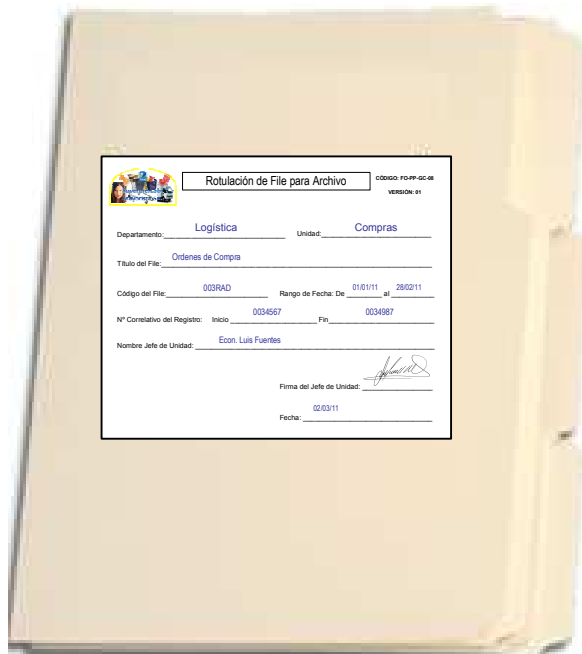 Rotulación de File para Archivo
CÓDIGO: FO-PP-GC-08
VERSIÓN: 01
Departamento: Logística Unidad: Compras
Título del File: Ordenes de Compra
Código del File: 003RAD Rango de Fecha: De 01/01/11 al 28/02/11
Nº Correlativo del Registro: Inicio 0034567 Fin 0034987
Nombre Jefe de Unidad: Econ. Luis Fuentes
Firma del Jefe de Unidad:
Fecha: 02/03/11